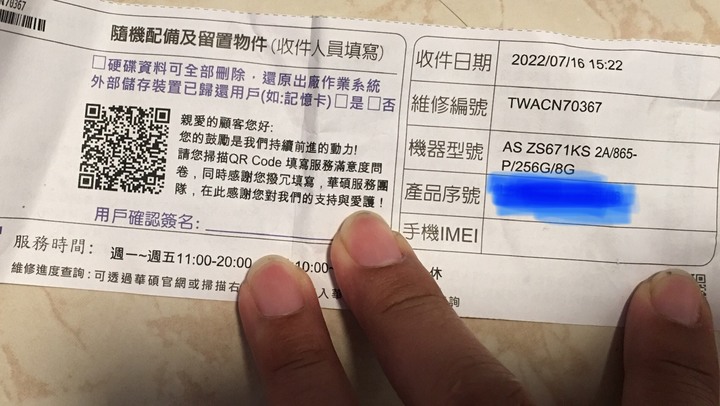 N70367
隨機配備及留置物件(收件人員填寫)
□硬碟資料可全部刪除，還原出廠作業系統
外部儲存裝置已歸還用戶(如:記憶卡)□是□否
親愛的顧客您好:
您的鼓勵是我們持續前進的動力!
請您掃描QR Code 填寫服務滿意度問
卷，同時感謝您撥冗填寫，華碩服務團
隊，在此感謝您對我們的支持與愛護！
用戶確認簽名:
服務時間: 週一~週五11:00-20:00 10:00- 休
維修進度查詢:可透過華碩官網或掃描右 入華 詢
收件日期 2022/07/16 15:22
維修編號 TWACN70367
機器型號 AS ZS671KS 2A/865-
P/256G/8G
產品序號
手機IMEI